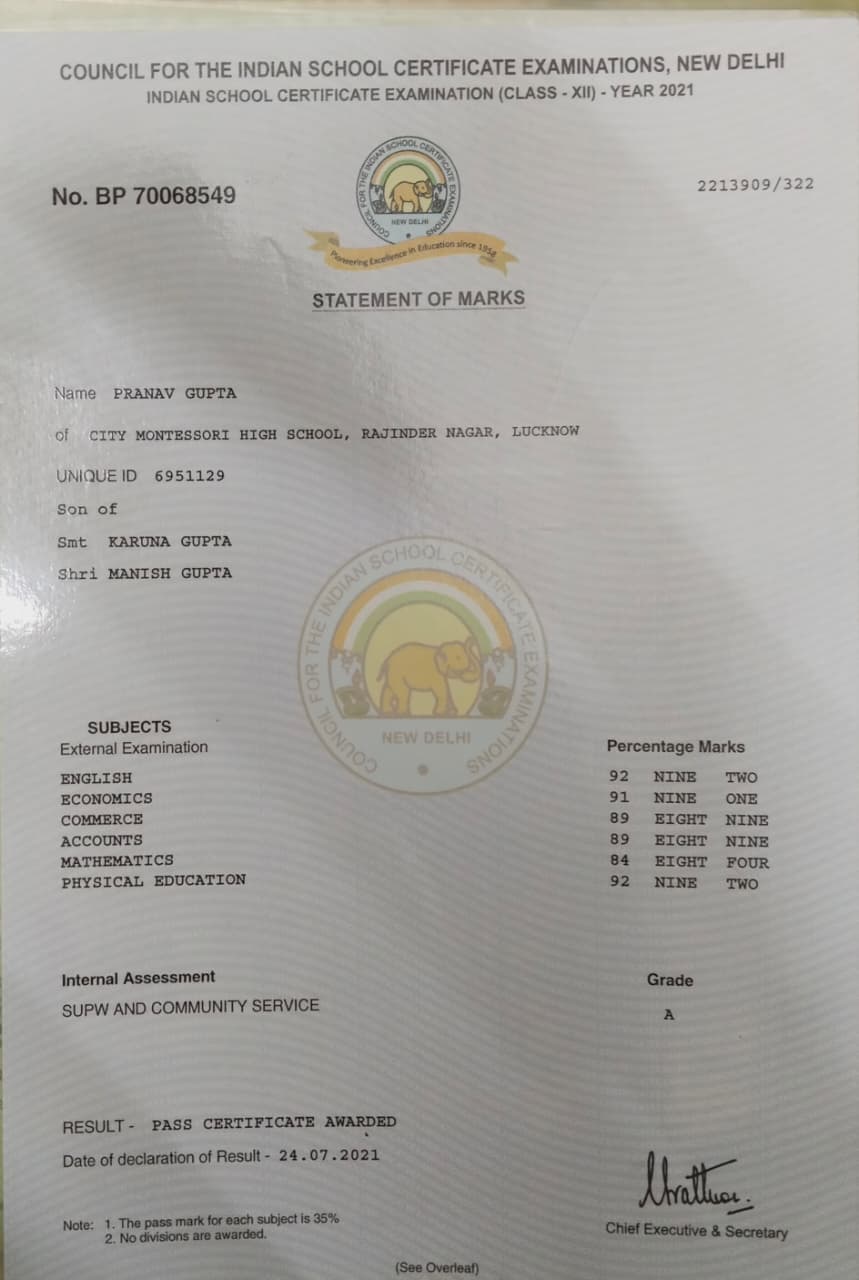 COUNCIL FOR THE INDIAN SCHOOL CERTIFICATE EXAMINATIONS, NEW DELHI
INDIAN SCHOOL CERTIFICATE EXAMINATION (CLASS - XII) - YEAR 2021
COUNCIL FOR THE INDIAN SCHOOL CERTIFICATE EXAMINATIONS
NEW DELHI
Pioneering Excellence in Education since 1958
No. BP 70068549
2213909/322
STATEMENT OF MARKS
Name PRANAV GUPTA
of CITY MONTESSORI HIGH SCHOOL, RAJINDER NAGAR, LUCKNOW
UNIQUE ID 6951129
Son of
Smt KARUNA GUPTA
Shri MANISH GUPTA
COUNCIL FOR THE INDIAN SCHOOL CERTIFICATE EXAMINATIONS
NEW DELHI
SUBJECTS
External Examination Percentage Marks
ENGLISH 92 NINE TWO
ECONOMICS 91 NINE ONE
COMMERCE 89 EIGHT NINE
ACCOUNTS 89 EIGHT NINE
MATHEMATICS 84 EIGHT FOUR
PHYSICAL EDUCATION 92 NINE TWO
Internal Assessment Grade
SUPW AND COMMUNITY SERVICE A
RESULT - PASS CERTIFICATE AWARDED
Date of declaration of Result - 24.07.2021
Note: 1. The pass mark for each subject is 35%
2. No divisions are awarded.
Chief Executive & Secretary
(See Overleaf)